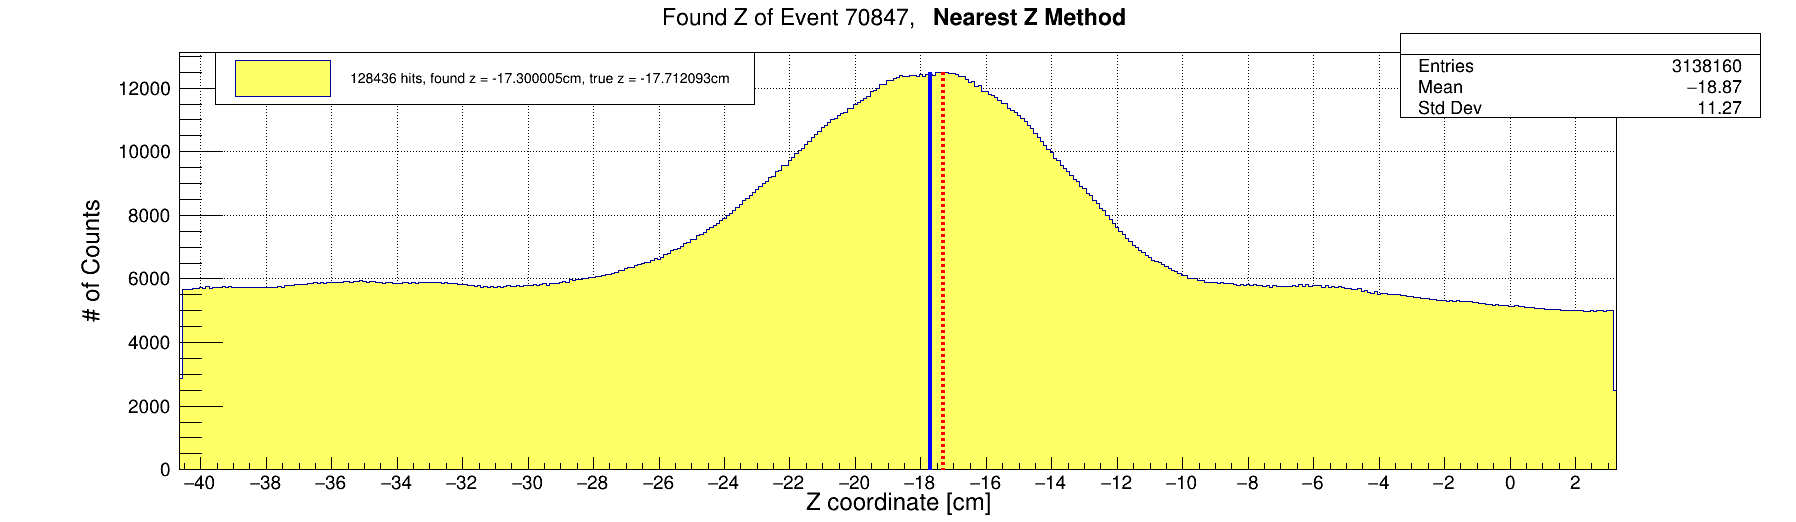 Found Z of Event 70847, Nearest Z Method
128436 hits, found z = -17.300005cm, true z = -17.712093cm
Entries 3138160
Mean −18.87
Std Dev 11.27
# of Counts
12000
10000
8000
6000
4000
2000
0
−40 −38 −36 −34 −32 −30 −28 −26 −24 −22 −20 −18 −16 −14 −12 −10 −8 −6 −4 −2 0 2
Z coordinate [cm]